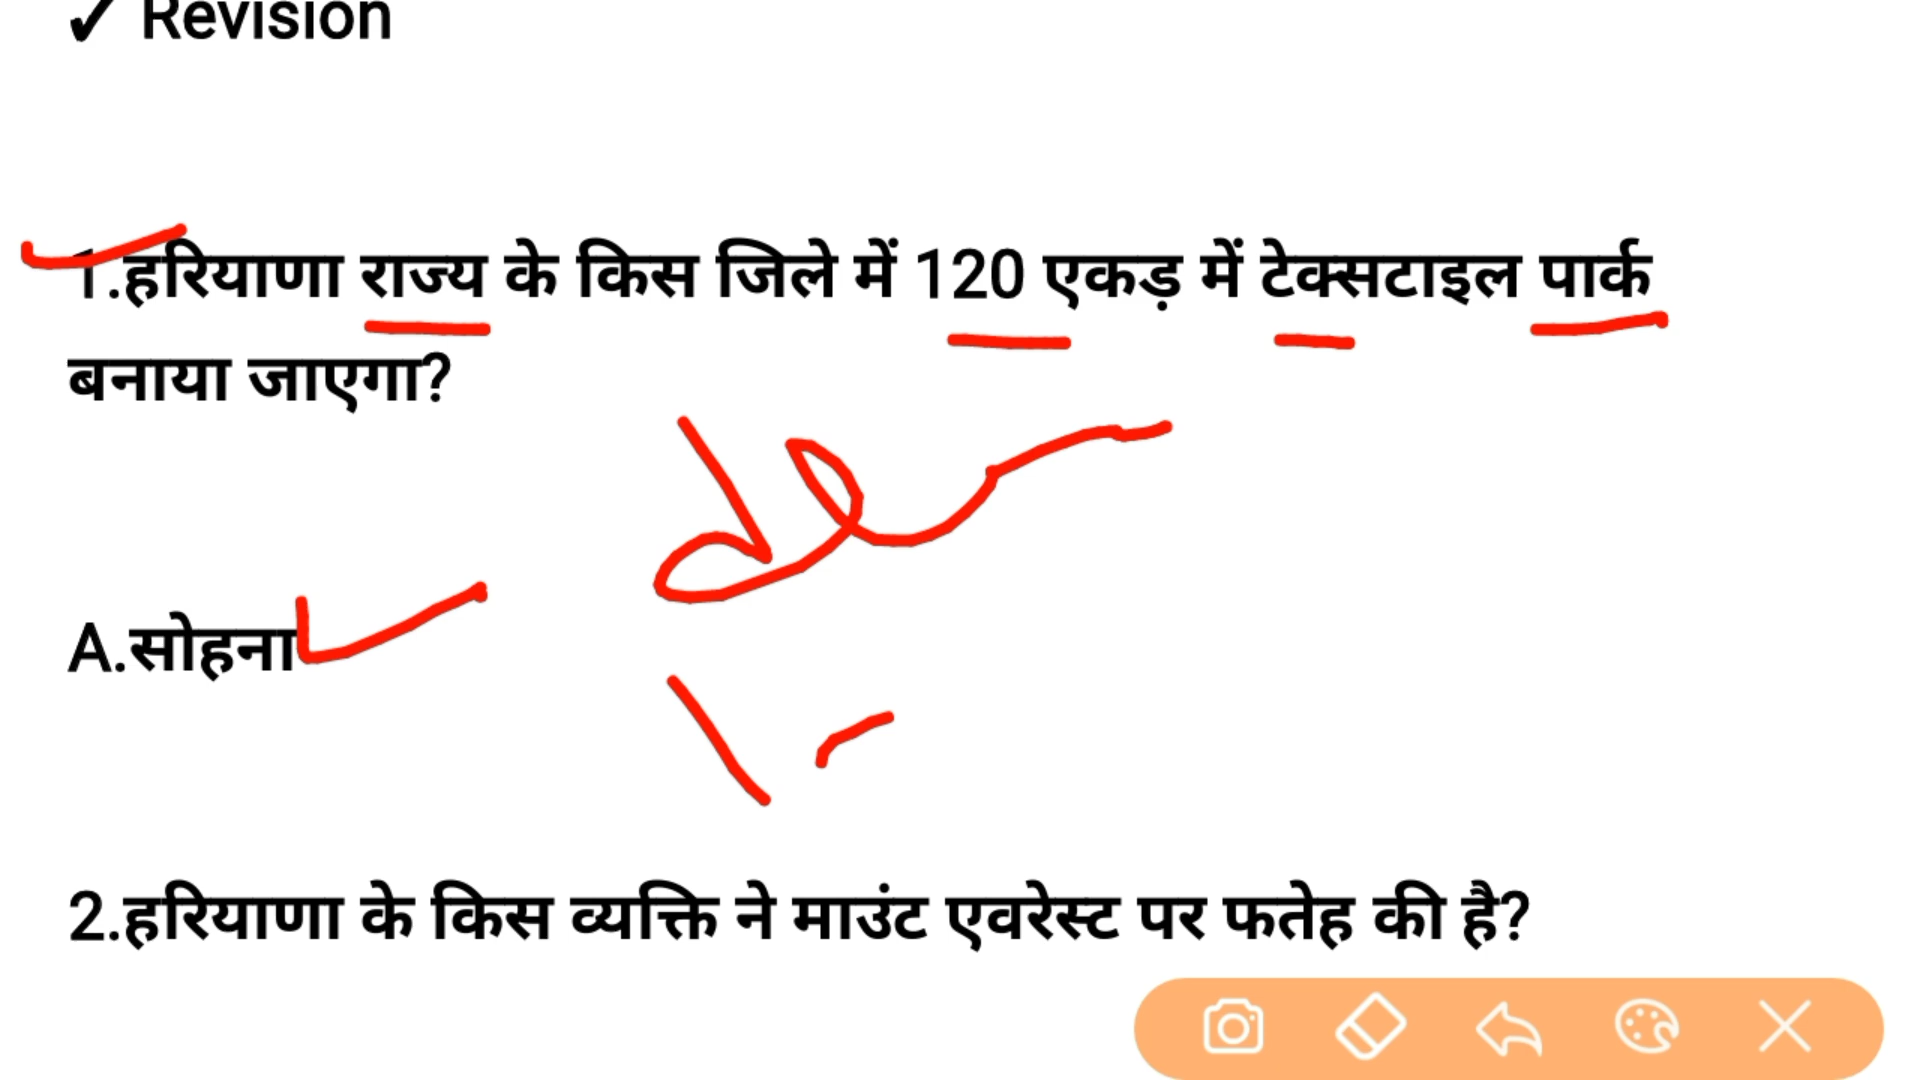 ✓ Revision
1.हरियाणा राज्य के किस जिले में 120 एकड़ में टेक्सटाइल पार्क
बनाया जाएगा?
A.सोहना
2.हरियाणा के किस व्यक्ति ने माउंट एवरेस्ट पर फतेह की है?